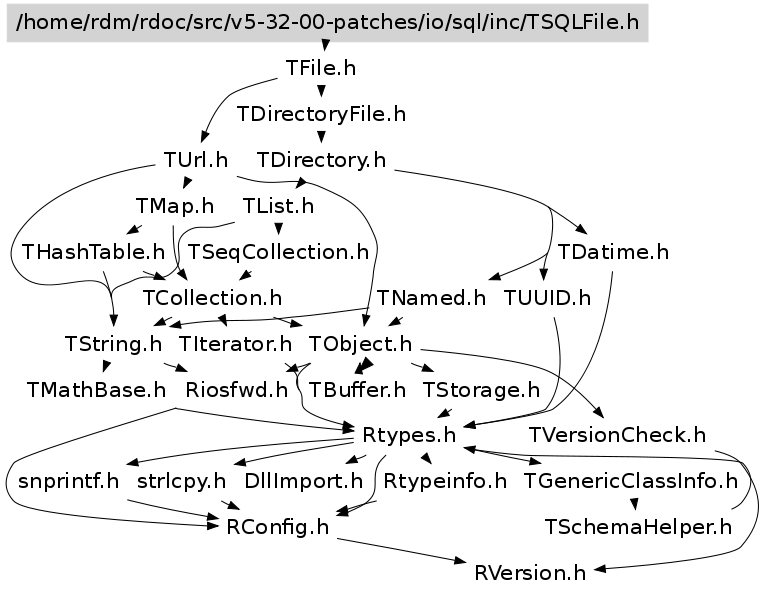 /home/rdm/rdoc/src/v5-32-00-patches/io/sql/inc/TSQLFile.h
TFile.h
TDirectoryFile.h
TUrl.h TDirectory.h
TMap.h TList.h
THashTable.h TSeqCollection.h TDatime.h
TCollection.h TNamed.h TUUID.h
TString.h TIterator.h TObject.h
TMathBase.h Riosfwd.h TBuffer.h TStorage.h
Rtypes.h TVersionCheck.h
snprintf.h strlcpy.h DllImport.h Rtypeinfo.h TGenericClassInfo.h
RConfig.h TSchemaHelper.h
RVersion.h